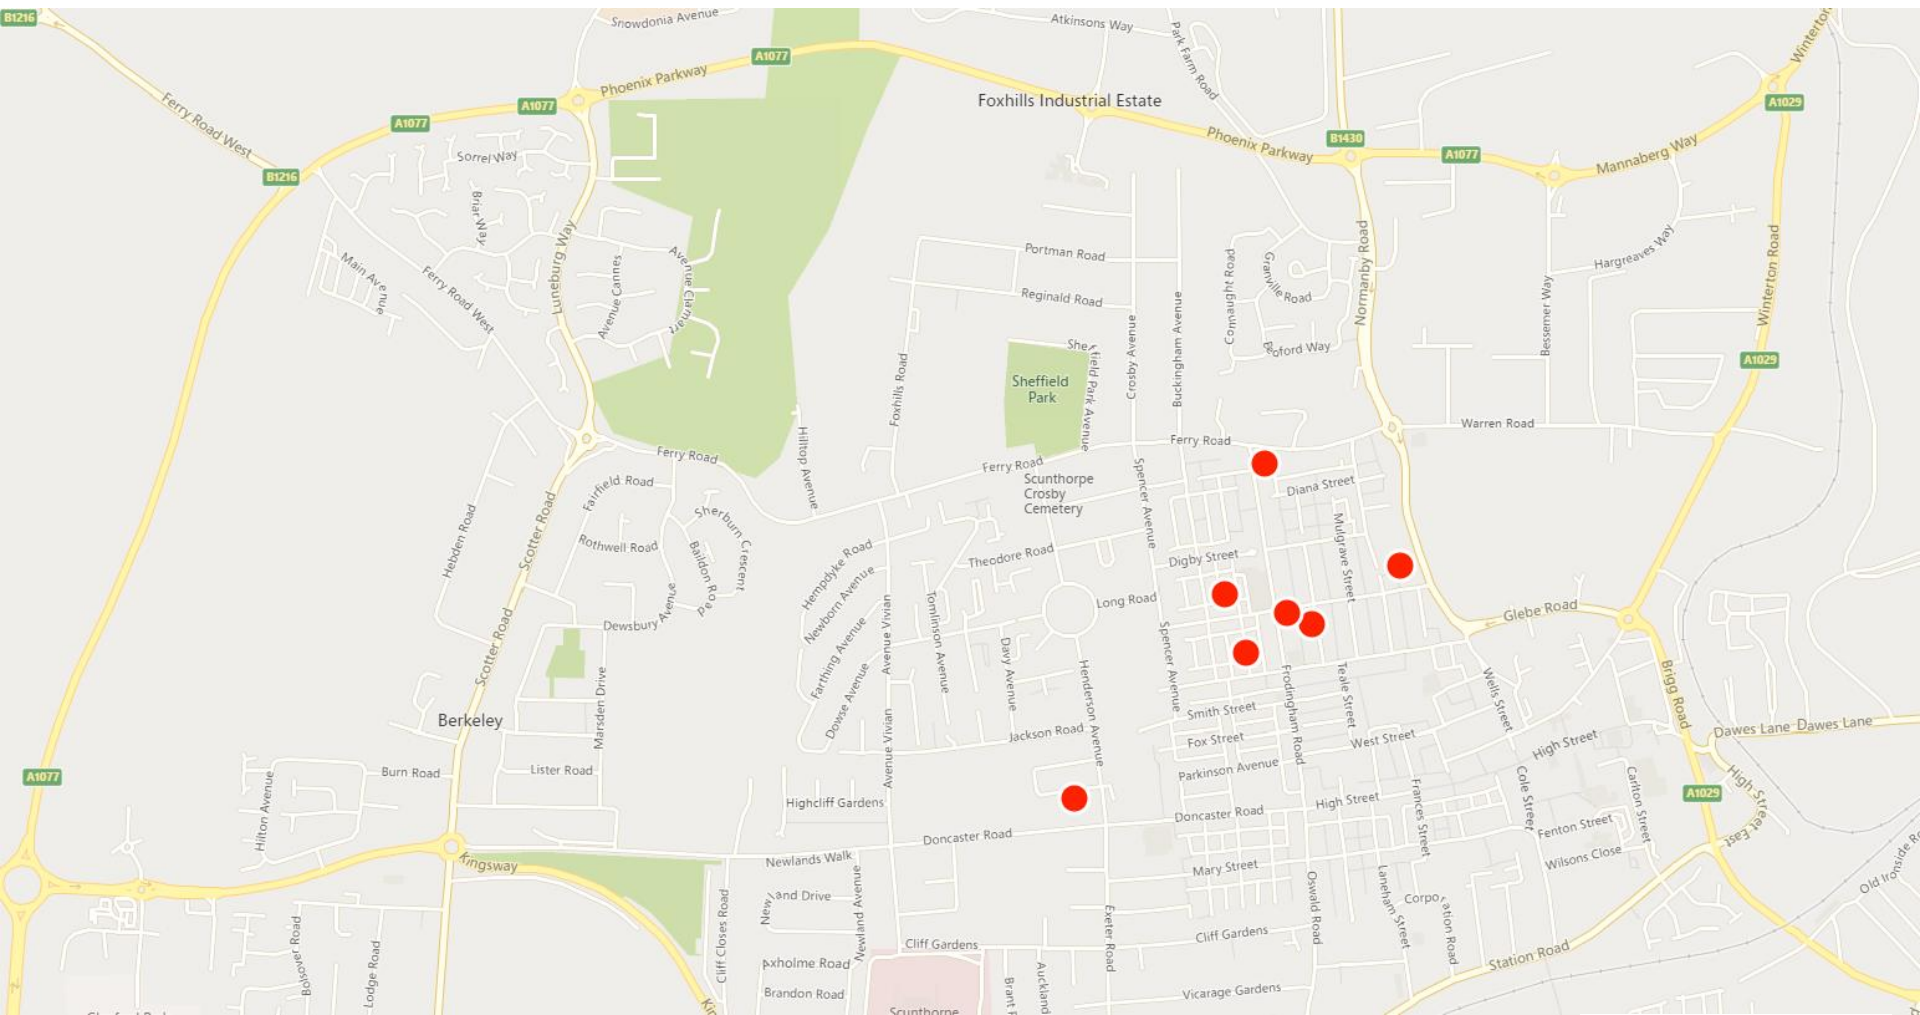 B1216
Snowdonia Avenue
Atkinsons Way
Park Farm Road
A1077
Phoenix Parkway
A1077
A1077
Ferry Road West
B1216
Foxhills Industrial Estate
Phoenix Parkway
B1430
A1077
Mannaberg Way
A1029
Sorrel Way
Briar Way
Luneburg Way
Main Avenue
Ferry Road West
Avenue Cannes
Avenue Clamart
Portman Road
Reginald Road
Connaught Road
Granville Road
Normanby Road
Hargreaves Way
Bessemer Way
Winterton Road
A1029
Sheffield Park Avenue
Crosby Avenue
Buckingham Avenue
Sheffield
Park
Foxhills Road
Warren Road
Ferry Road
Ferry Road
Ferry Road
Hilltop Avenue
Scunthorpe
Crosby
Cemetery
Spencer Avenue
Diana Street
Mulgrave Street
Fairfield Road
Sherburn Crescent
Rothwell Road
Baildon Road
Hebden Road
Scotter Road
Hempdyke Road
Newborn Avenue
Theodore Road
Digby Street
Long Road
Glebe Road
Scotter Road
Dewsbury Avenue
Farthing Avenue
Avenue Vivian
Tomlinson Avenue
Davy Avenue
Spencer Avenue
Dowse Avenue
Henderson Avenue
Frodingham Road
Teale Street
Wells Street
Brigg Road
Berkeley
Marsden Drive
Avenue Vivian
Jackson Road
Smith Street
Fox Street
West Street
High Street
Dawes Lane
Dawes Lane
A1077
Burn Road
Lister Road
Hilton Avenue
Highcliff Gardens
Parkinson Avenue
Doncaster Road
High Street
Frances Street
Cole Street
Carlton Street
A1029
High Street East
Doncaster Road
Fenton Street
Wilsons Close
Kingsway
Newlands Walk
Mary Street
Old Ironside
Newland Drive
Newland Avenue
Cliff Closes Road
Exeter Road
Oswald Road
Laneham Street
Corporation Road
Cliff Gardens
Cliff Gardens
Station Road
Bolsover Road
Lodge Road
Axholme Road
Brandon Road
Auckland
Brant
Vicarage Gardens
Scunthorpe